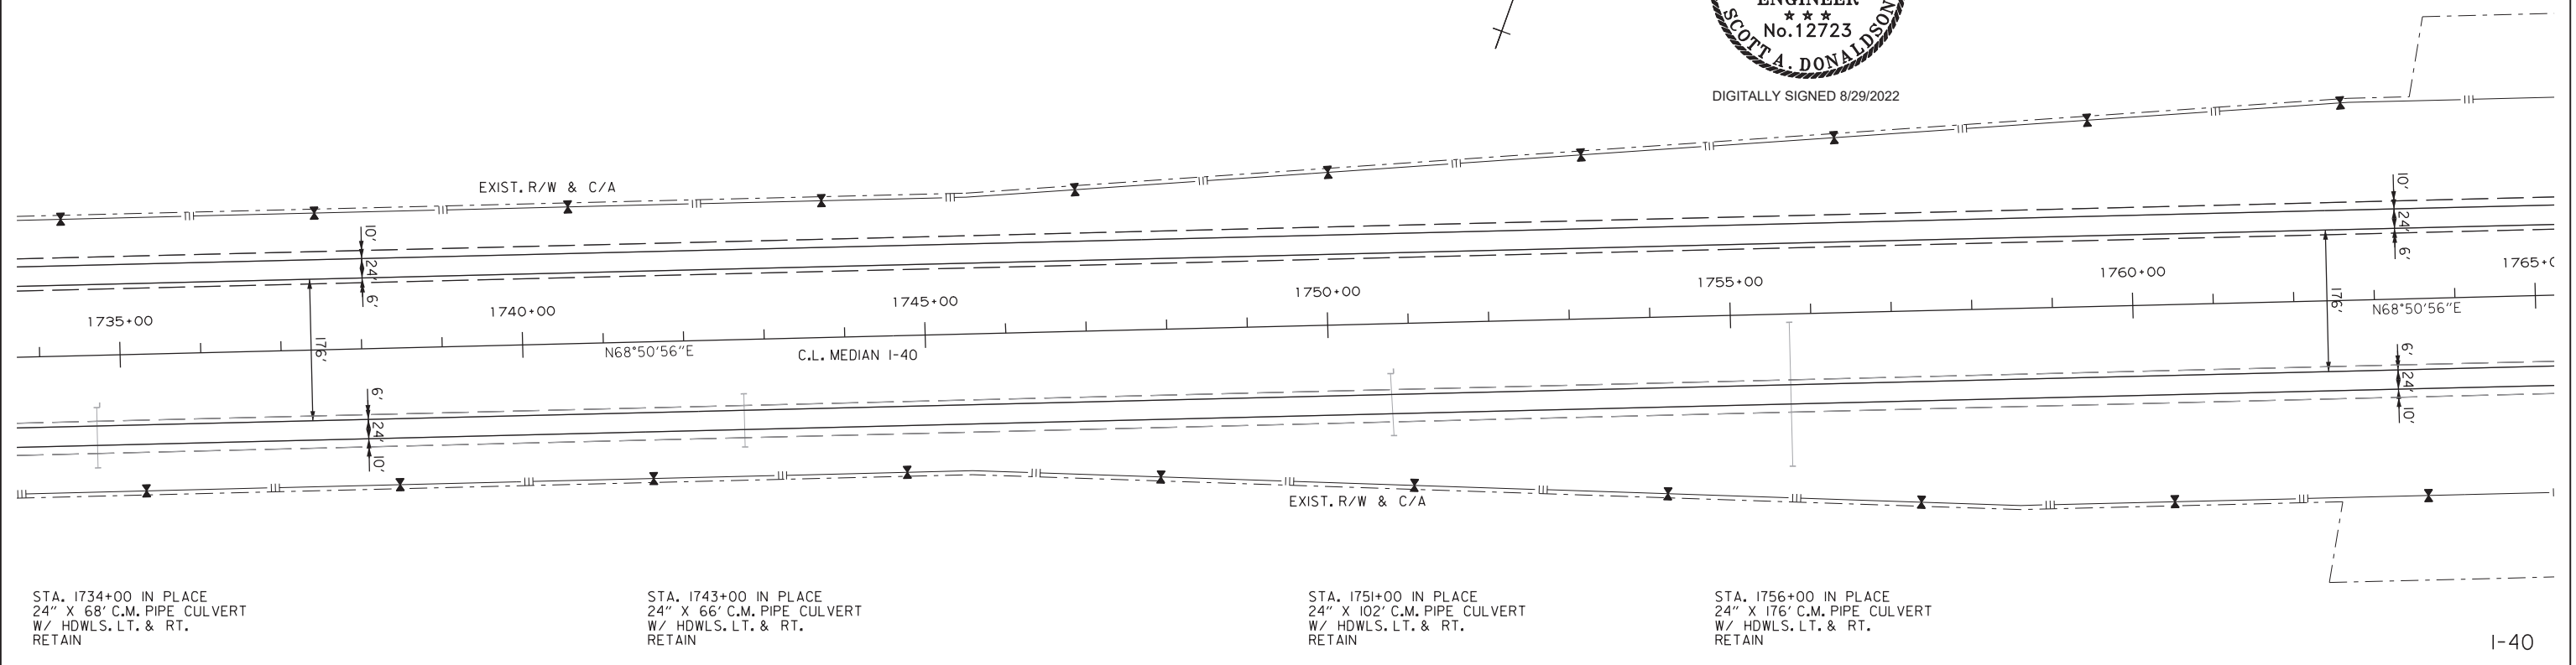 ENGINEER
★ ★ ★
No.12723
SCOTT A. DONALDSON
DIGITALLY SIGNED 8/29/2022
EXIST. R/W & C/A
10'
24'
6'
10'
24'
6'
1735+00
1740+00
1745+00
1750+00
1755+00
1760+00
1765+0
176'
N68°50'56"E
C.L. MEDIAN I-40
176'
N68°50'56"E
6'
24'
10'
6'
24'
10'
EXIST. R/W & C/A
STA. 1734+00 IN PLACE
24" X 68' C.M. PIPE CULVERT
W/ HDWLS. LT. & RT.
RETAIN
STA. 1743+00 IN PLACE
24" X 66' C.M. PIPE CULVERT
W/ HDWLS. LT. & RT.
RETAIN
STA. 1751+00 IN PLACE
24" X 102' C.M. PIPE CULVERT
W/ HDWLS. LT. & RT.
RETAIN
STA. 1756+00 IN PLACE
24" X 176' C.M. PIPE CULVERT
W/ HDWLS. LT. & RT.
RETAIN
I-40